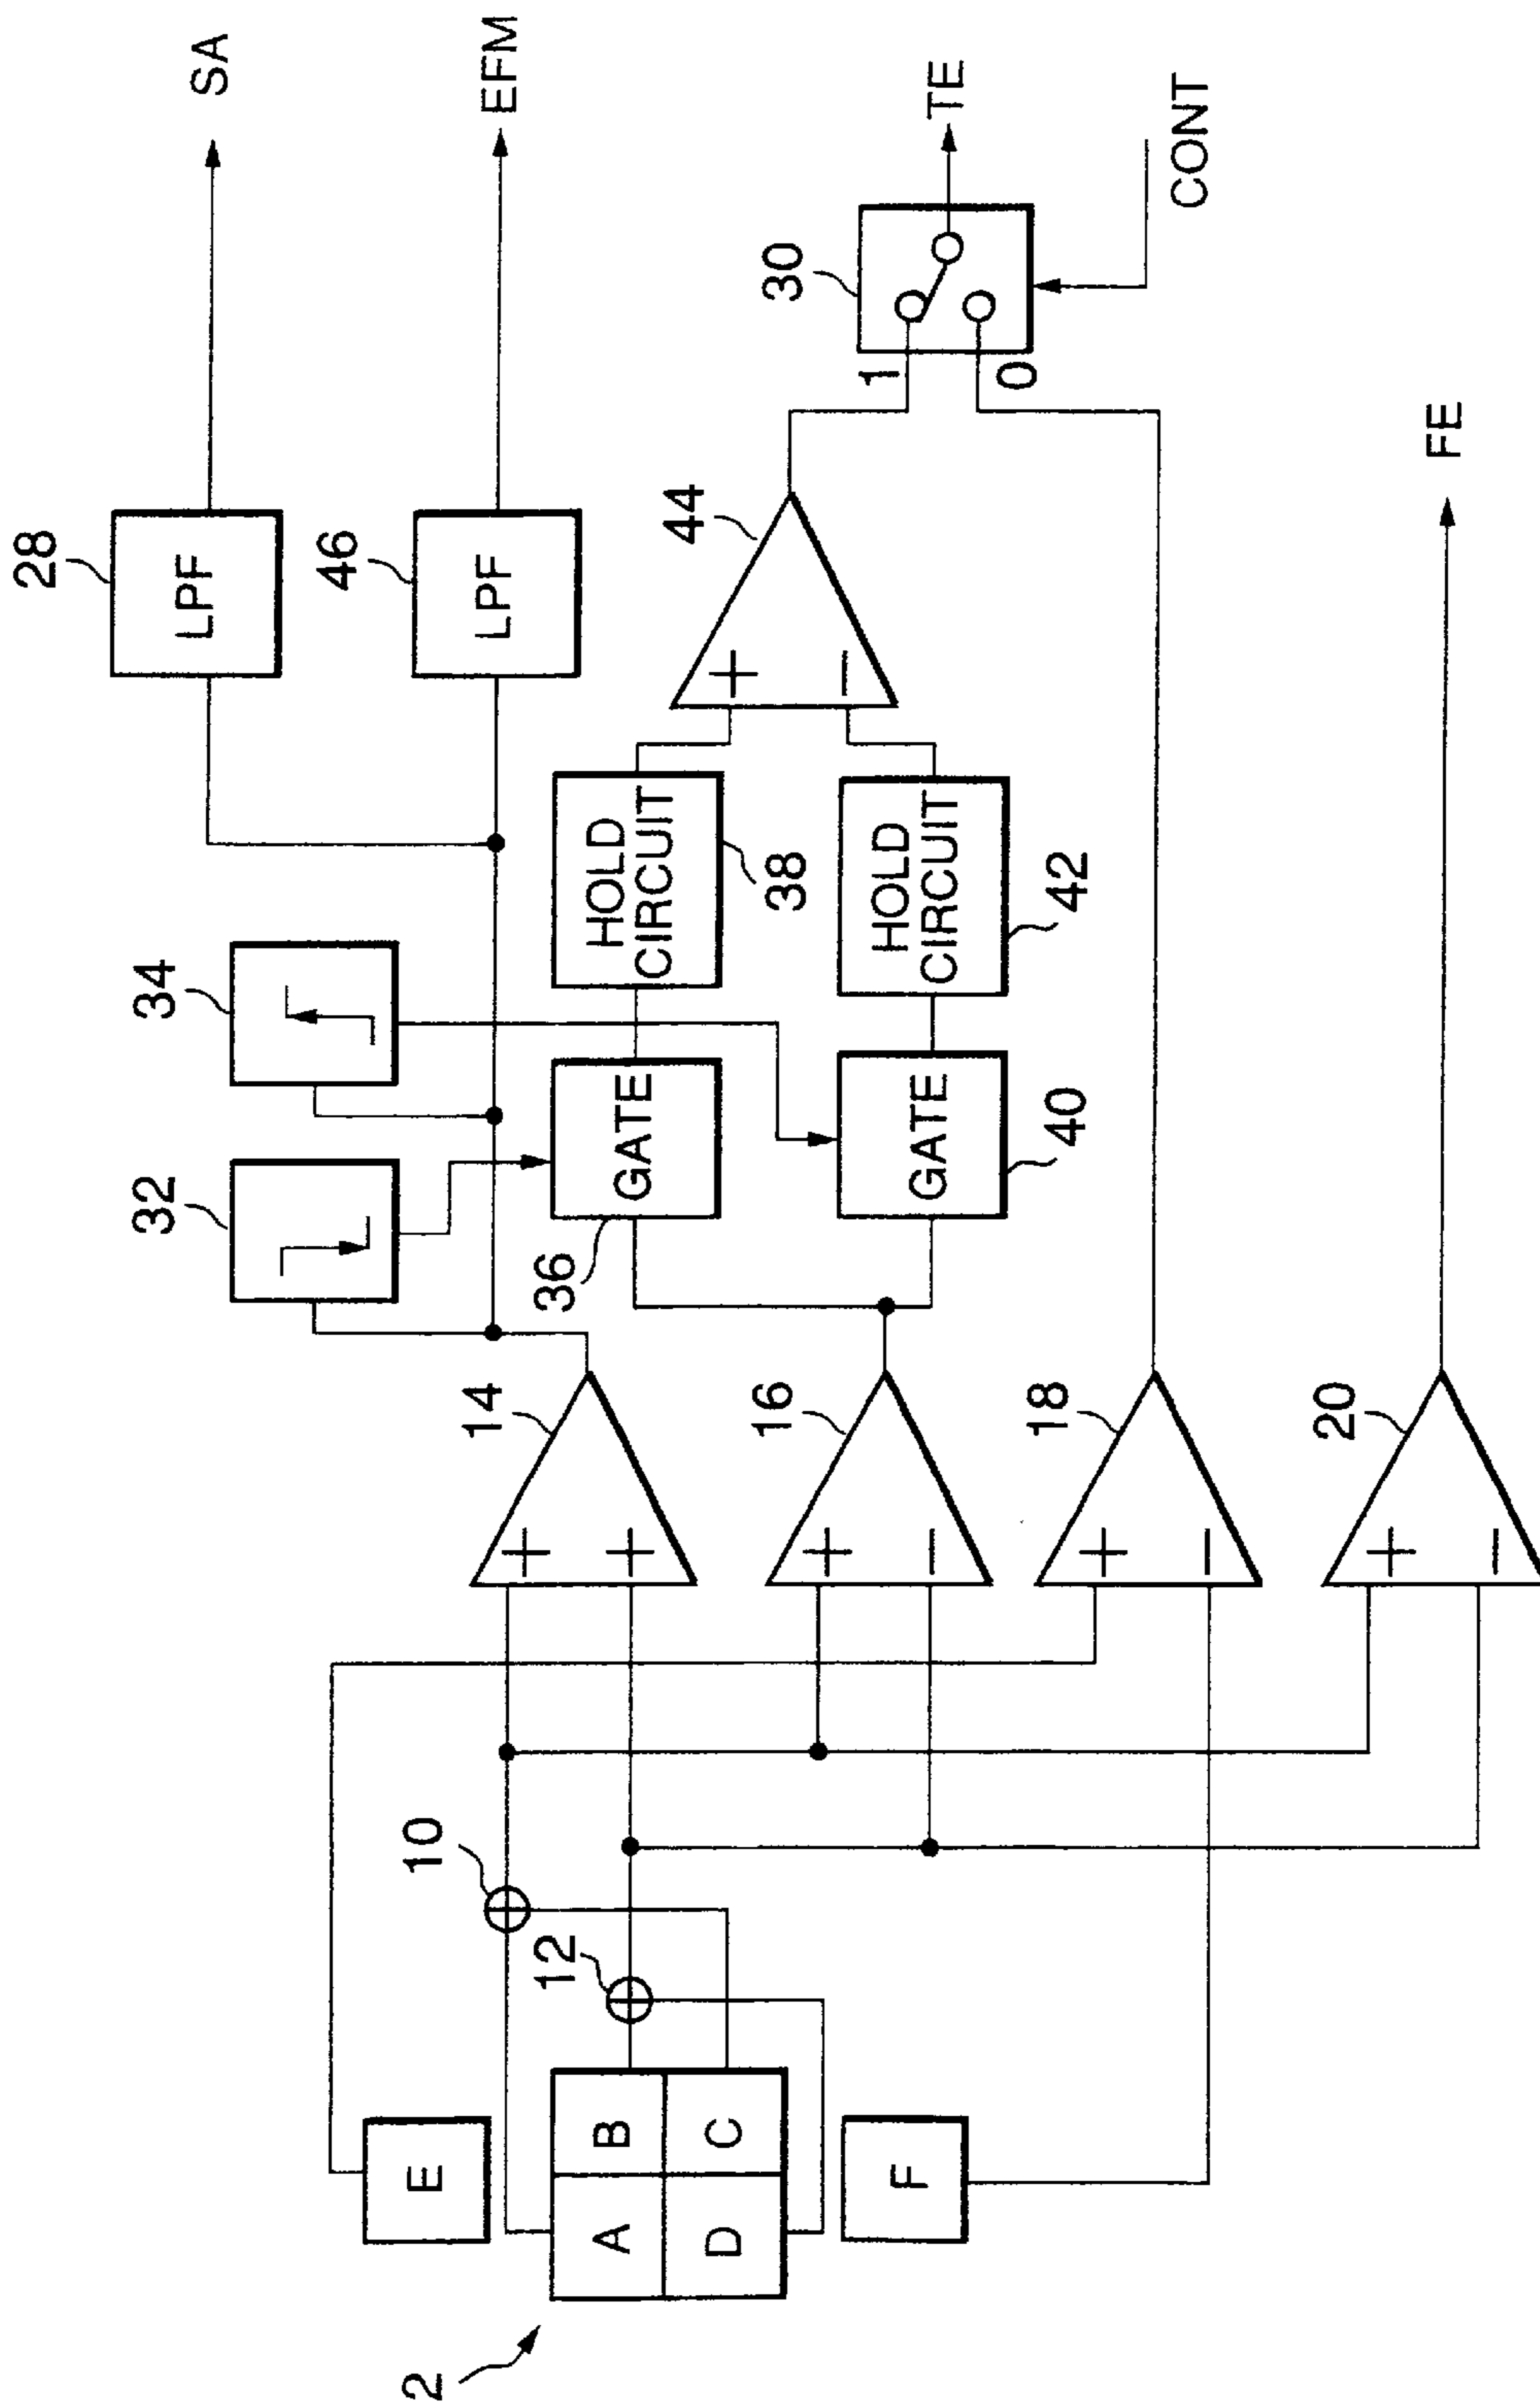 2
E
A
B
D
C
F
10
12
14
+
+
16
+
−
18
+
−
20
+
−
32
34
36
GATE
GATE
40
HOLD
CIRCUIT
38
HOLD
CIRCUIT
42
28
LPF
46
LPF
44
+
−
30
1
0
SA
EFM
TE
CONT
FE